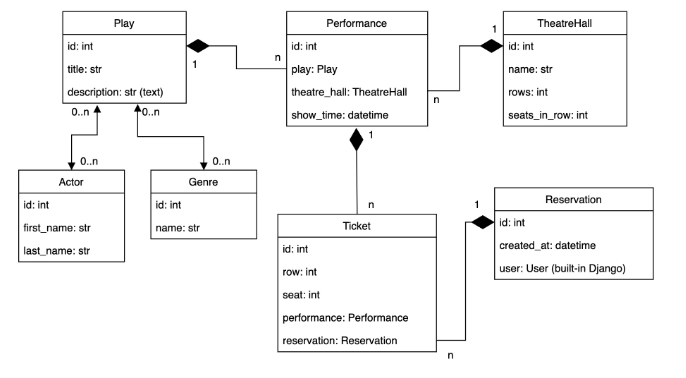 Play
id: int
title: str
description: str (text)
1
n
Performance
id: int
play: Play
theatre_hall: TheatreHall
show_time: datetime
1
n
TheatreHall
id: int
name: str
rows: int
seats_in_row: int
0..n
0..n
0..n
0..n
Actor
id: int
first_name: str
last_name: str
Genre
id: int
name: str
1
n
Ticket
id: int
row: int
seat: int
performance: Performance
reservation: Reservation
1
n
Reservation
id: int
created_at: datetime
user: User (built-in Django)